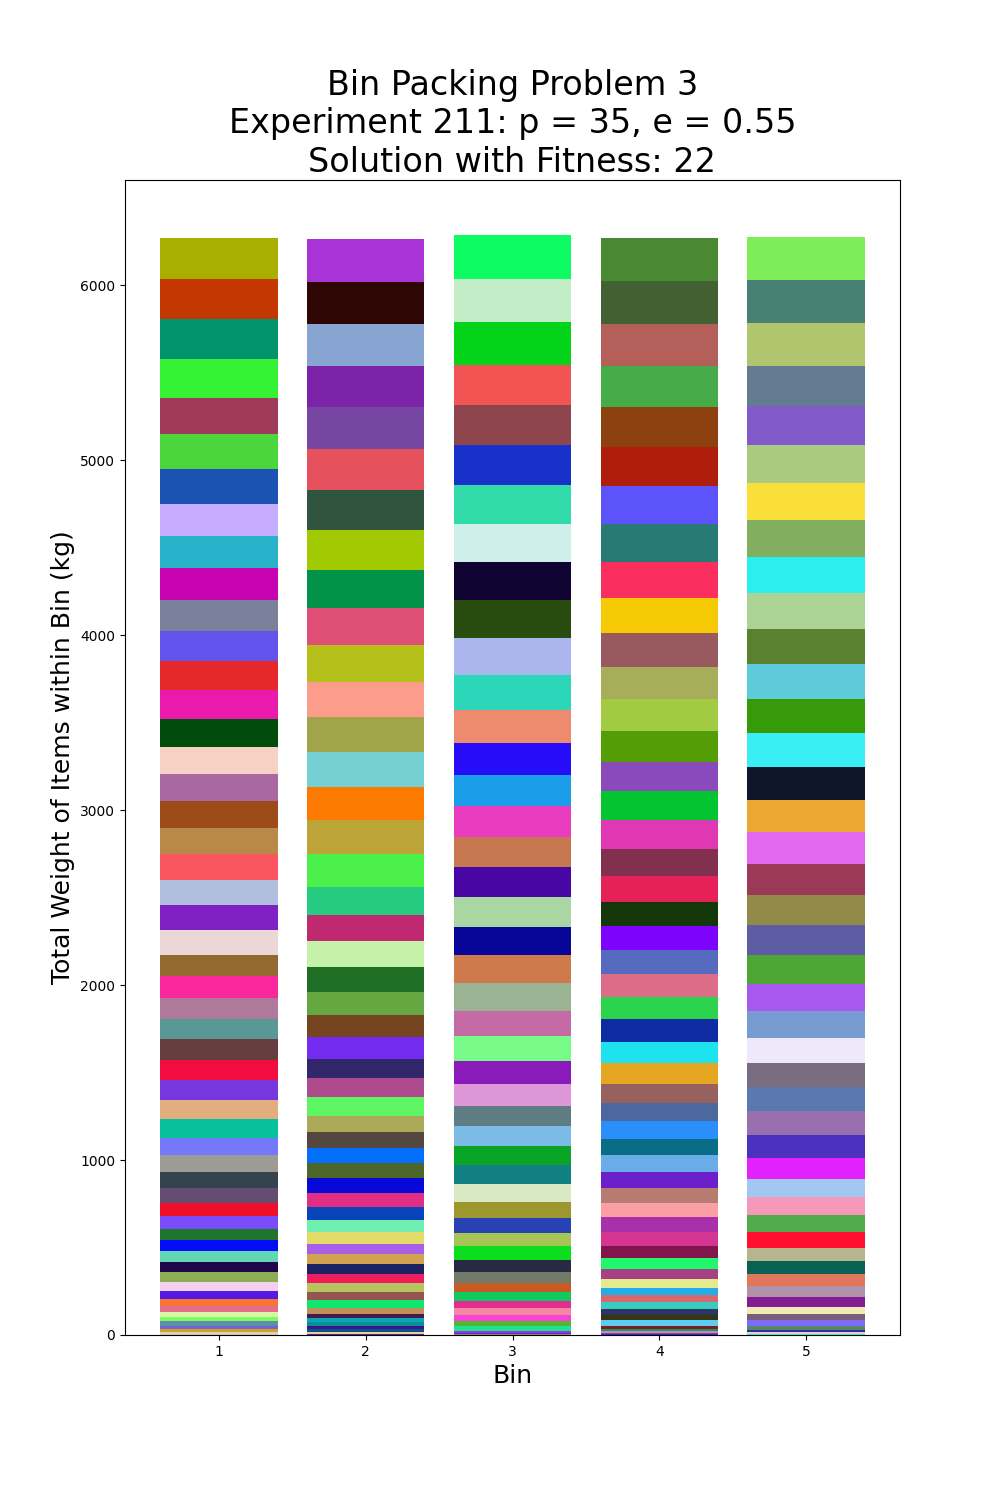 Bin Packing Problem 3
Experiment 211: p = 35, e = 0.55
Solution with Fitness: 22
Total Weight of Items within Bin (kg)
6000
5000
4000
3000
2000
1000
0
1 2 3 4 5
Bin